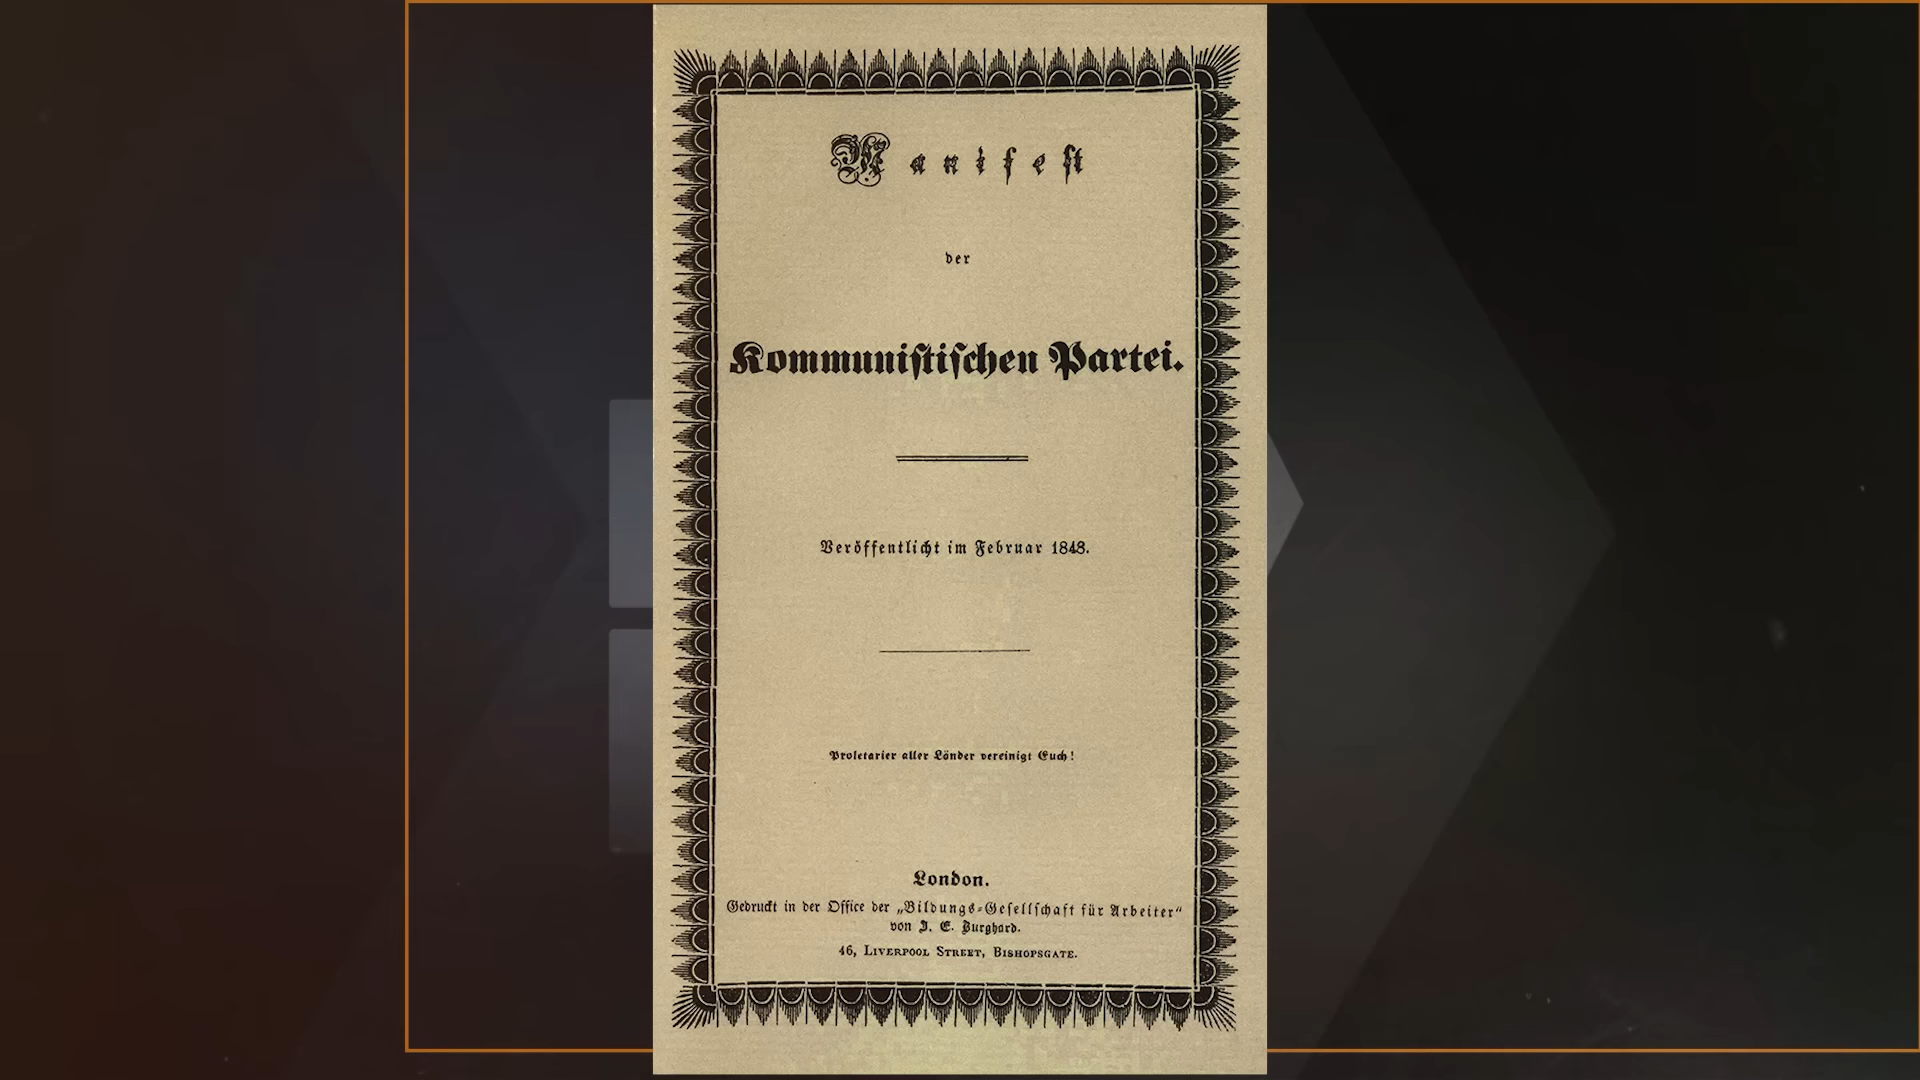 Manifest
der
Kommunistischen Partei.
Veröffentlicht im Februar 1848.
Proletarier aller Länder vereinigt Euch!
London.
Gedruckt in der Office der „Bildungs-Gesellschaft für Arbeiter“
von J. E. Burghard.
46, LIVERPOOL STREET, BISHOPSGATE.